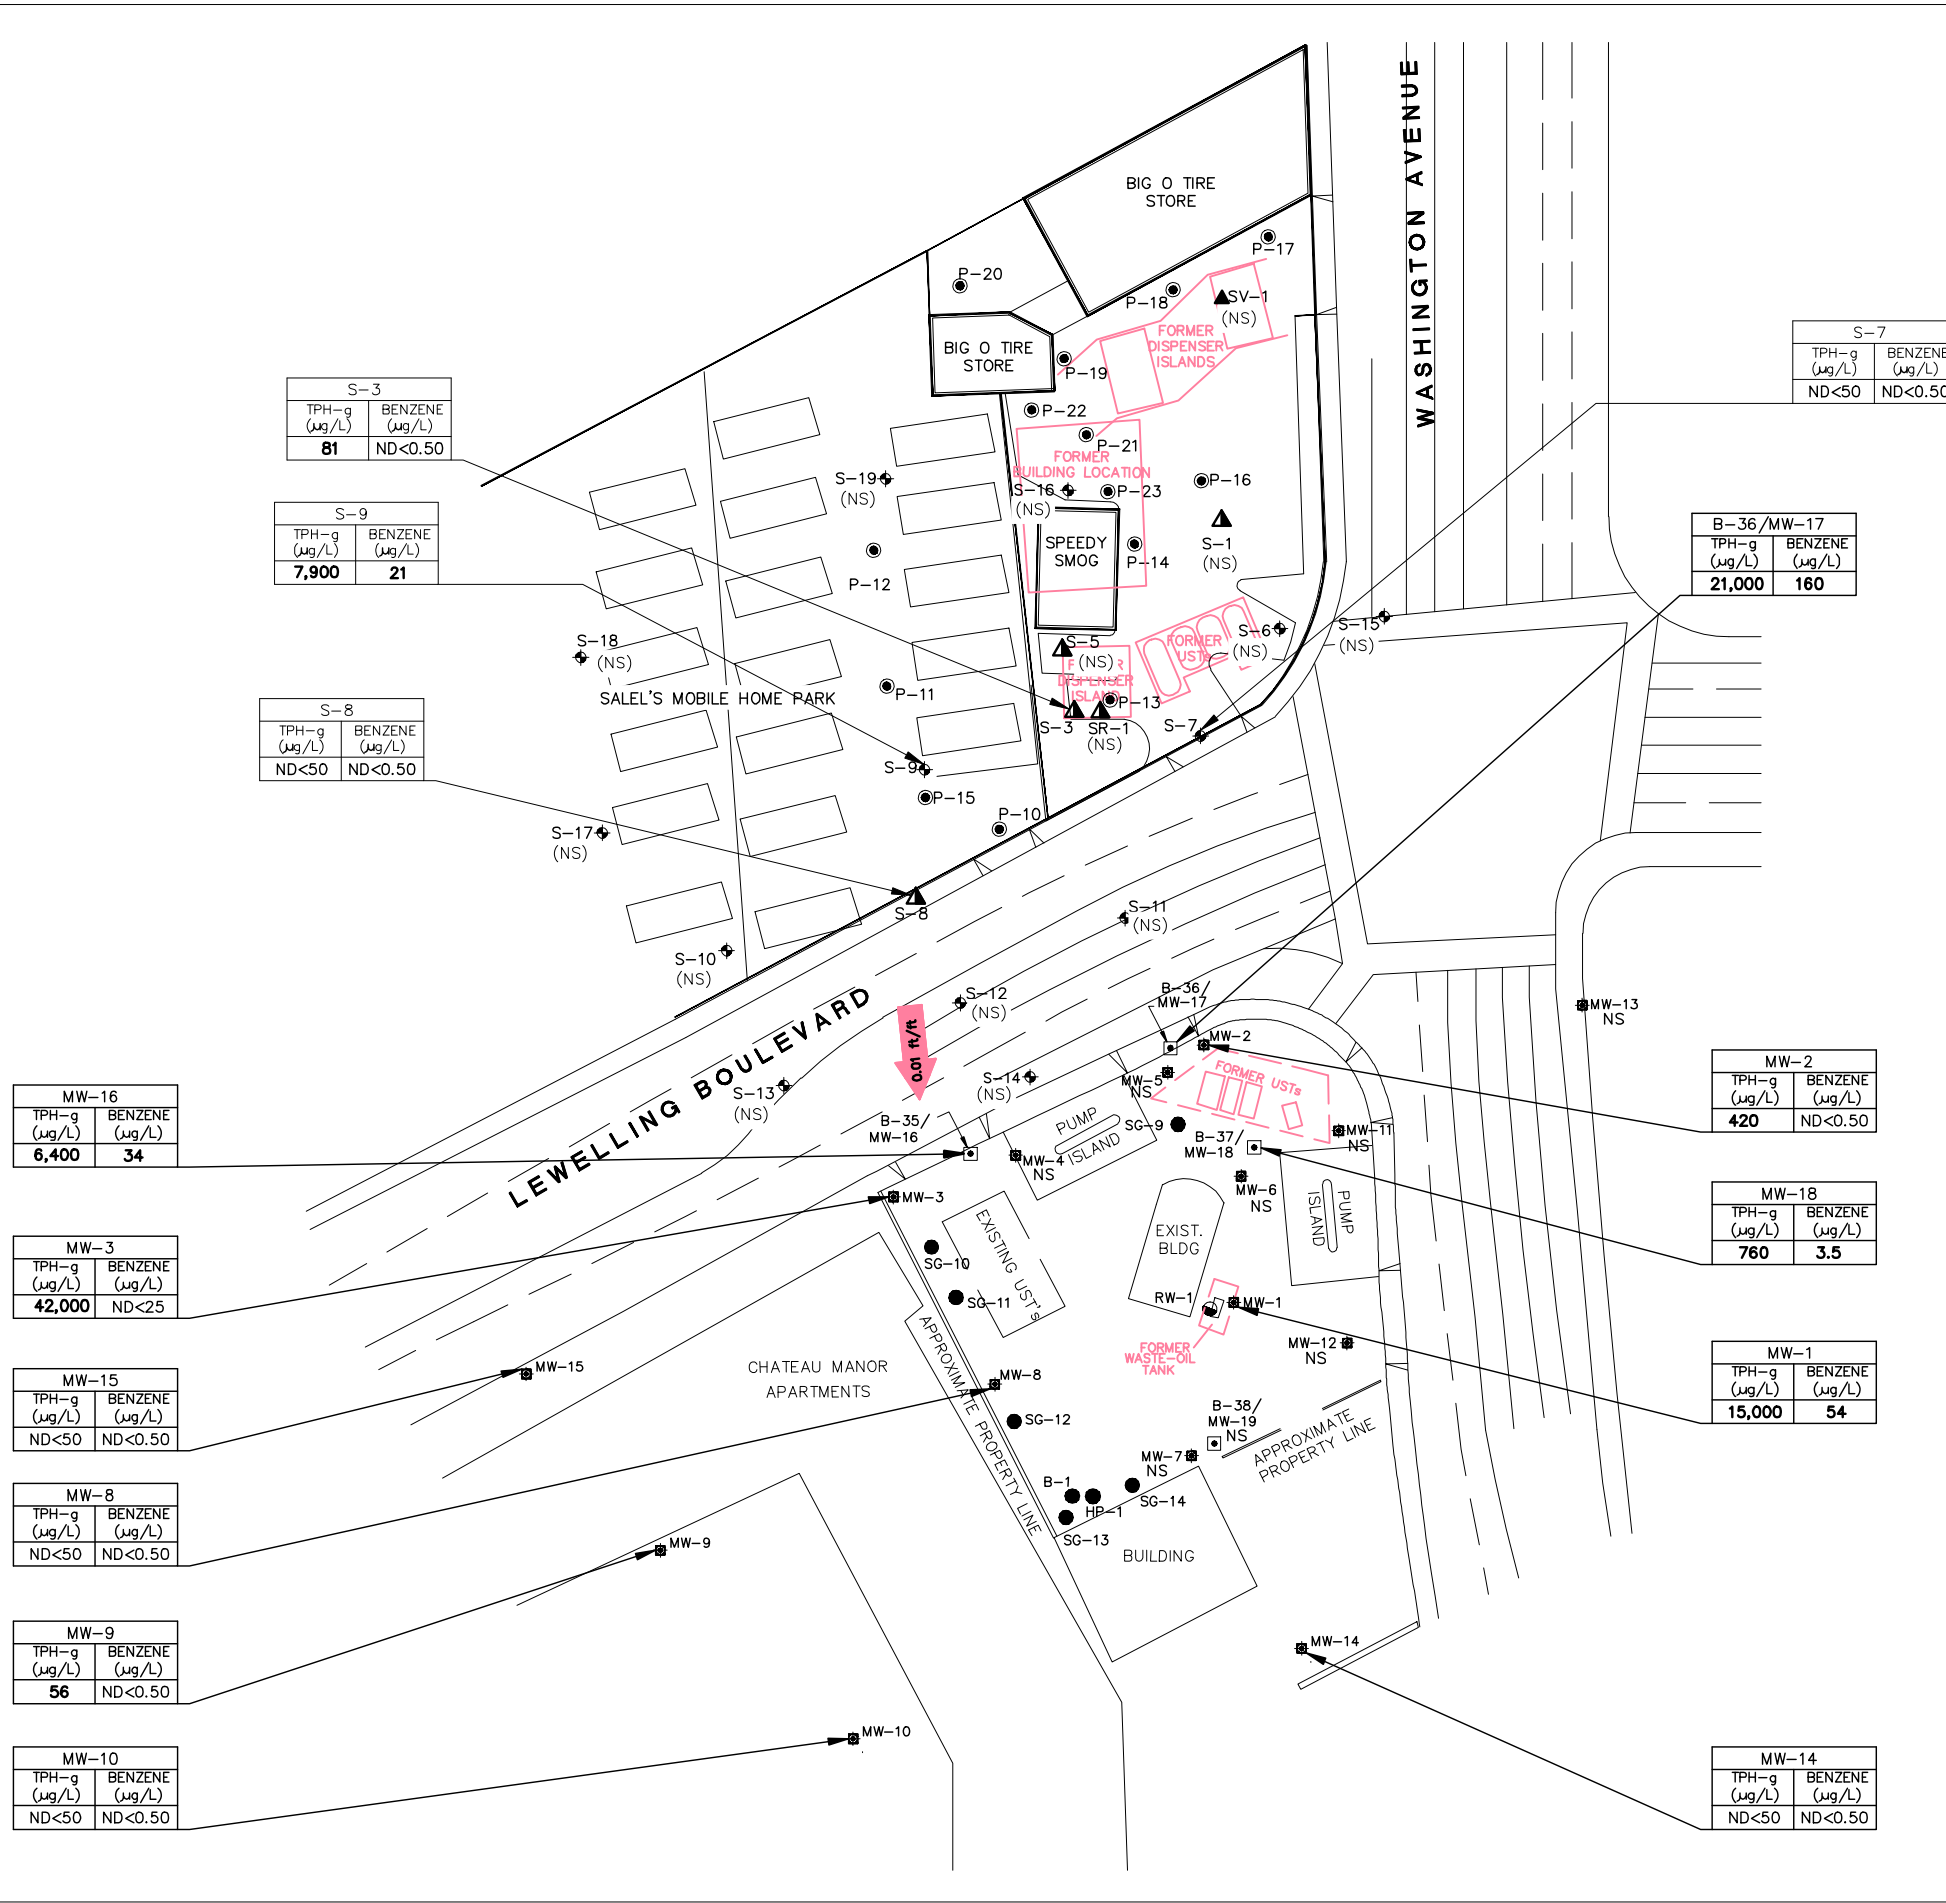 BIG O TIRE
STORE
WASHINGTON AVENUE
P-17
P-20
P-18
SV-1
(NS)
FORMER
DISPENSER
ISLANDS
BIG O TIRE
STORE
P-19
S-7
TPH-g
(µg/L)
BENZENE
(µg/L)
ND<50
ND<0.50
S-3
TPH-g
(µg/L)
BENZENE
(µg/L)
81
ND<0.50
P-22
P-21
FORMER
BUILDING LOCATION
S-19
(NS)
S-16
(NS)
P-23
P-16
S-9
TPH-g
(µg/L)
BENZENE
(µg/L)
7,900
21
B-36/MW-17
TPH-g
(µg/L)
BENZENE
(µg/L)
21,000
160
SPEEDY
SMOG
S-1
(NS)
P-14
P-12
S-18
(NS)
S-5
(NS)
FORMER
USTs
S-6
(NS)
S-15
(NS)
DISPENSER
ISLAND
SALEL'S MOBILE HOME PARK
P-11
P-13
S-3
SR-1
(NS)
S-7
S-8
TPH-g
(µg/L)
BENZENE
(µg/L)
ND<50
ND<0.50
S-9
P-15
P-10
S-17
(NS)
S-8
S-11
(NS)
S-10
(NS)
LEWELLING BOULEVARD
S-12
(NS)
0.01 ft/ft
B-36/
MW-17
MW-13
NS
MW-2
S-14
(NS)
MW-5
NS
FORMER USTs
S-13
(NS)
MW-2
TPH-g
(µg/L)
BENZENE
(µg/L)
420
ND<0.50
MW-16
TPH-g
(µg/L)
BENZENE
(µg/L)
6,400
34
B-35/
MW-16
PUMP
ISLAND
SG-9
B-37/
MW-18
MW-11
NS
MW-4
NS
MW-6
NS
MW-3
PUMP
ISLAND
MW-18
TPH-g
(µg/L)
BENZENE
(µg/L)
760
3.5
EXIST.
BLDG
EXISTING UST's
MW-3
TPH-g
(µg/L)
BENZENE
(µg/L)
42,000
ND<25
SG-10
SG-11
RW-1
MW-1
FORMER
WASTE-OIL
TANK
MW-12
NS
MW-1
TPH-g
(µg/L)
BENZENE
(µg/L)
15,000
54
APPROXIMATE PROPERTY LINE
CHATEAU MANOR
APARTMENTS
MW-15
MW-8
MW-15
TPH-g
(µg/L)
BENZENE
(µg/L)
ND<50
ND<0.50
SG-12
B-38/
MW-19
NS
APPROXIMATE
PROPERTY LINE
MW-7
NS
MW-8
TPH-g
(µg/L)
BENZENE
(µg/L)
ND<50
ND<0.50
B-1
HP-1
SG-14
SG-13
MW-9
BUILDING
MW-9
TPH-g
(µg/L)
BENZENE
(µg/L)
56
ND<0.50
MW-14
MW-10
MW-10
TPH-g
(µg/L)
BENZENE
(µg/L)
ND<50
ND<0.50
MW-14
TPH-g
(µg/L)
BENZENE
(µg/L)
ND<50
ND<0.50